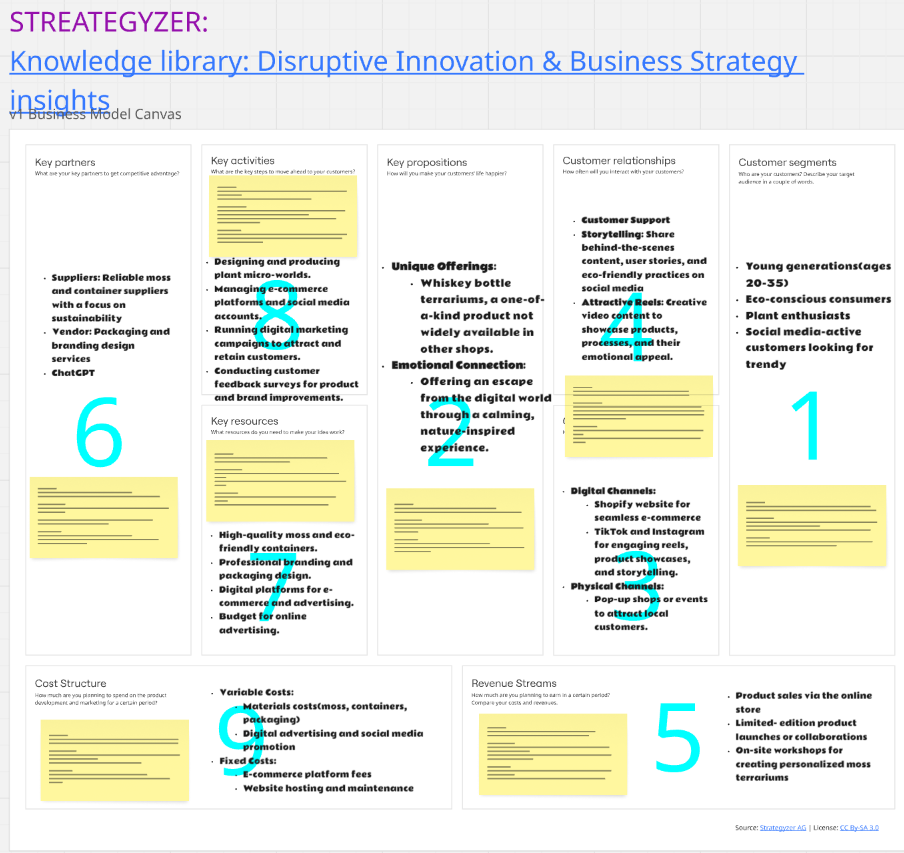 STREATEGYZER:
Knowledge library: Disruptive Innovation & Business Strategy
insights
v1 Business Model Canvas
Key partners
What are your key partners to get competitive advantage?
• Suppliers: Reliable moss
and container suppliers
with a focus on
sustainability
• Vendor: Packaging and
branding design
services
• ChatGPT
6
Key activities
What are the key steps to move ahead to your customers?
• Designing and producing
plant micro-worlds.
• Managing e-commerce
platforms and social media
accounts.
• Running digital marketing
campaigns to attract and
retain customers.
• Conducting customer
feedback surveys for product
and brand improvements.
8
Key resources
What resources do you need to make your idea work?
• High-quality moss and eco-
friendly containers.
• Professional branding and
packaging design.
• Digital platforms for e-
commerce and advertising.
• Budget for online
advertising.
7
Key propositions
How will you make your customers' life happier?
• Unique Offerings:
• Whiskey bottle
terrariums, a one-of-
a-kind product not
widely available in
other shops.
• Emotional Connection:
• Offering an escape
from the digital world
through a calming,
nature-inspired
experience.
2
Customer relationships
How often will you interact with your customers?
• Customer Support
• Storytelling: Share
behind-the-scenes
content, user stories, and
eco-friendly practices on
social media
• Attractive Reels: Creative
video content to
showcase products,
processes, and their
emotional appeal.
4
• Digital Channels:
• Shopify website for
seamless e-commerce
• TikTok and Instagram
for engaging reels,
product showcases,
and storytelling.
• Physical Channels:
• Pop-up shops or events
to attract local
customers.
3
Customer segments
Who are your customers? Describe your target
audience in a couple of words.
• Young generations(ages
20-35)
• Eco-conscious consumers
• Plant enthusiasts
• Social media-active
customers looking for
trendy
1
Cost Structure
How much are you planning to spend on the product
development and marketing for a certain period?
• Variable Costs:
• Materials costs(moss, containers,
packaging)
• Digital advertising and social media
promotion
• Fixed Costs:
• E-commerce platform fees
• Website hosting and maintenance
9
Revenue Streams
How much are you planning to earn in a certain period?
Compare your costs and revenues.
5
• Product sales via the online
store
• Limited- edition product
launches or collaborations
• On-site workshops for
creating personalized moss
terrariums
Source: Strategyzer AG | License: CC By-SA 3.0